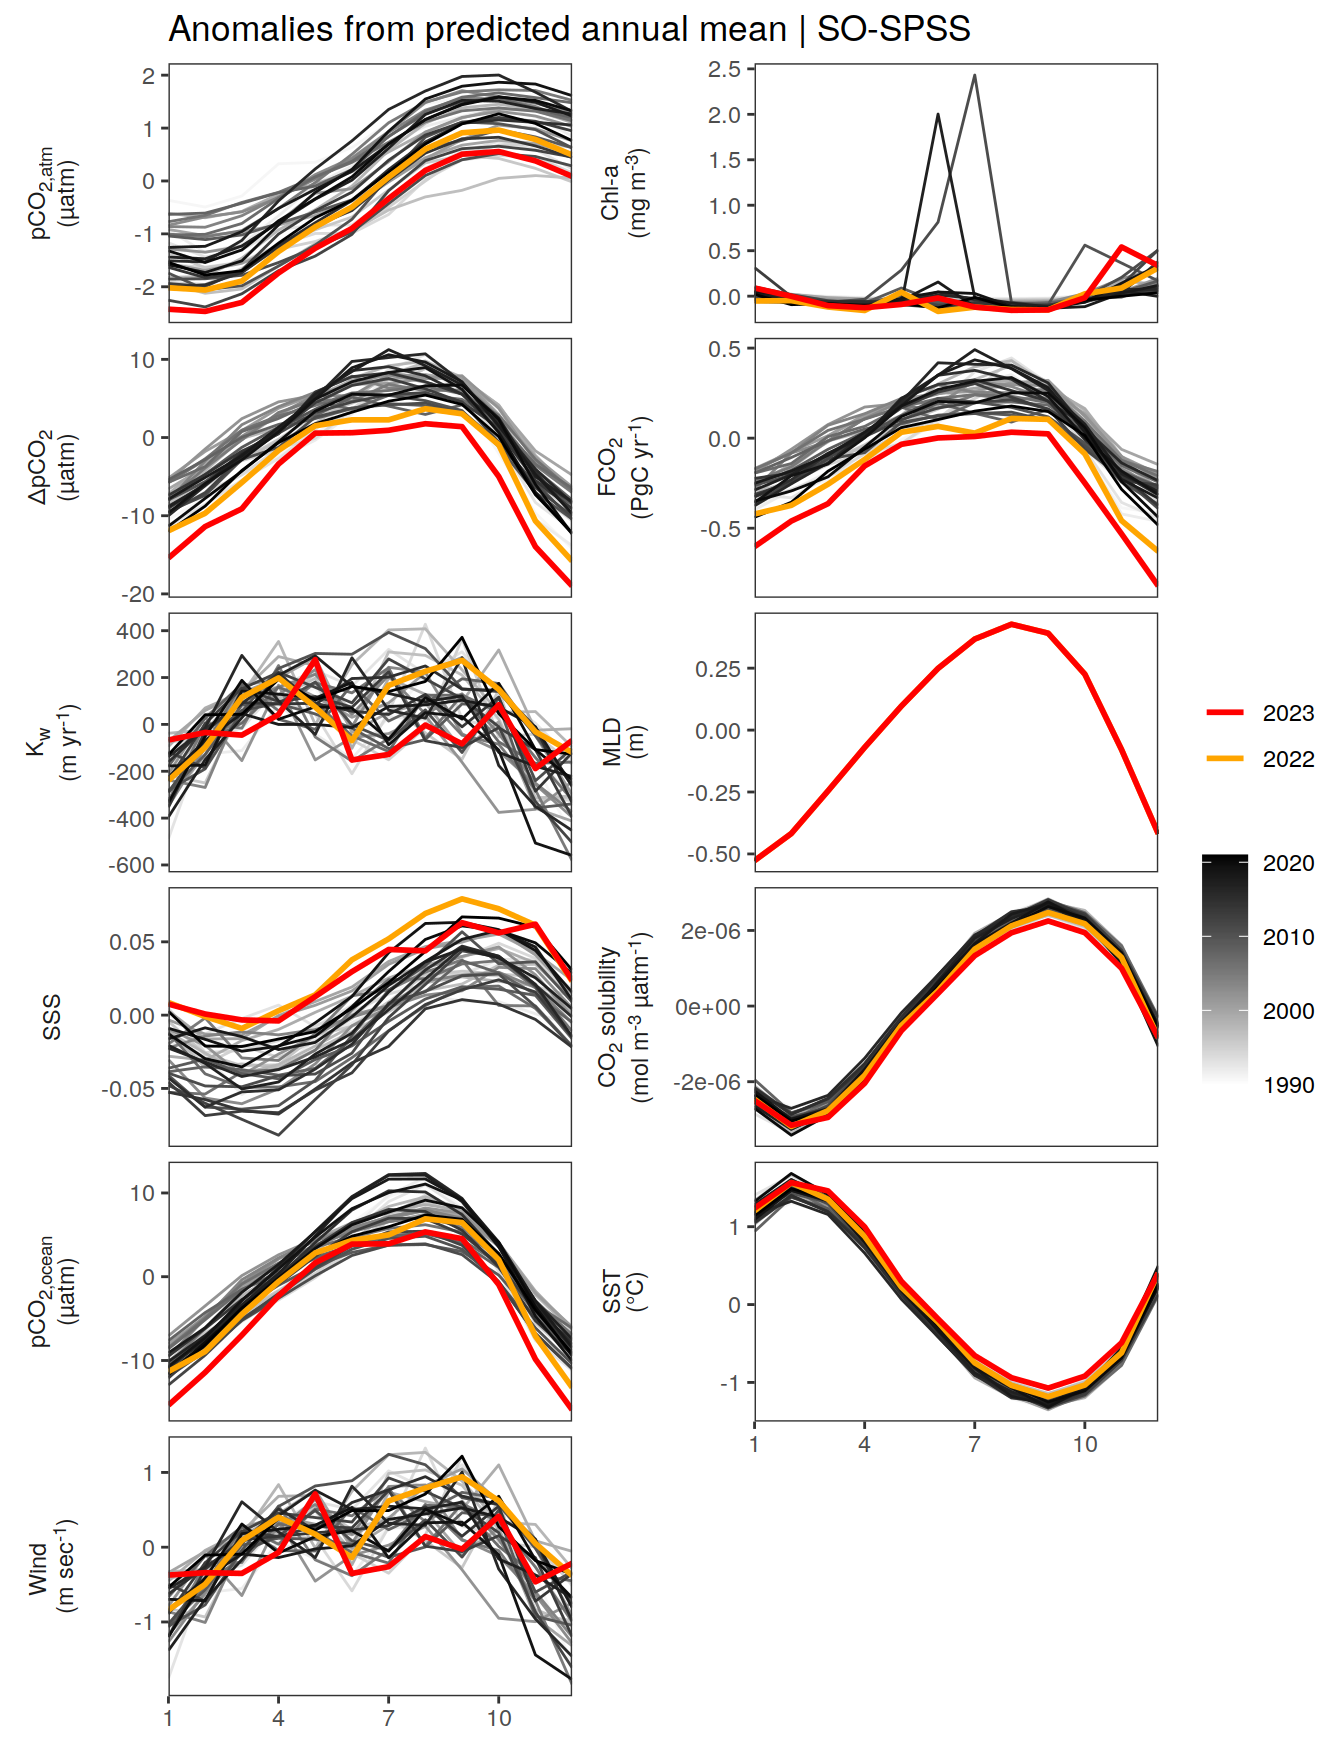 Anomalies from predicted annual mean | SO-SPSS
pCO2,atm
(µatm)
2
1
0
-1
-2
Chl-a
(mg m-3)
2.5
2.0
1.5
1.0
0.5
0.0
ΔpCO2
(µatm)
10
0
-10
-20
FCO2
(PgC yr-1)
0.5
0.0
-0.5
Kw
(m yr-1)
400
200
0
-200
-400
-600
MLD
(m)
0.25
0.00
-0.25
-0.50
SSS
0.05
0.00
-0.05
CO2 solubility
(mol m-3 µatm-1)
2e-06
0e+00
-2e-06
pCO2,ocean
(µatm)
10
0
-10
SST
(°C)
1
0
-1
1 4 7 10
Wind
(m sec-1)
1
0
-1
1 4 7 10
2023
2022
2020
2010
2000
1990